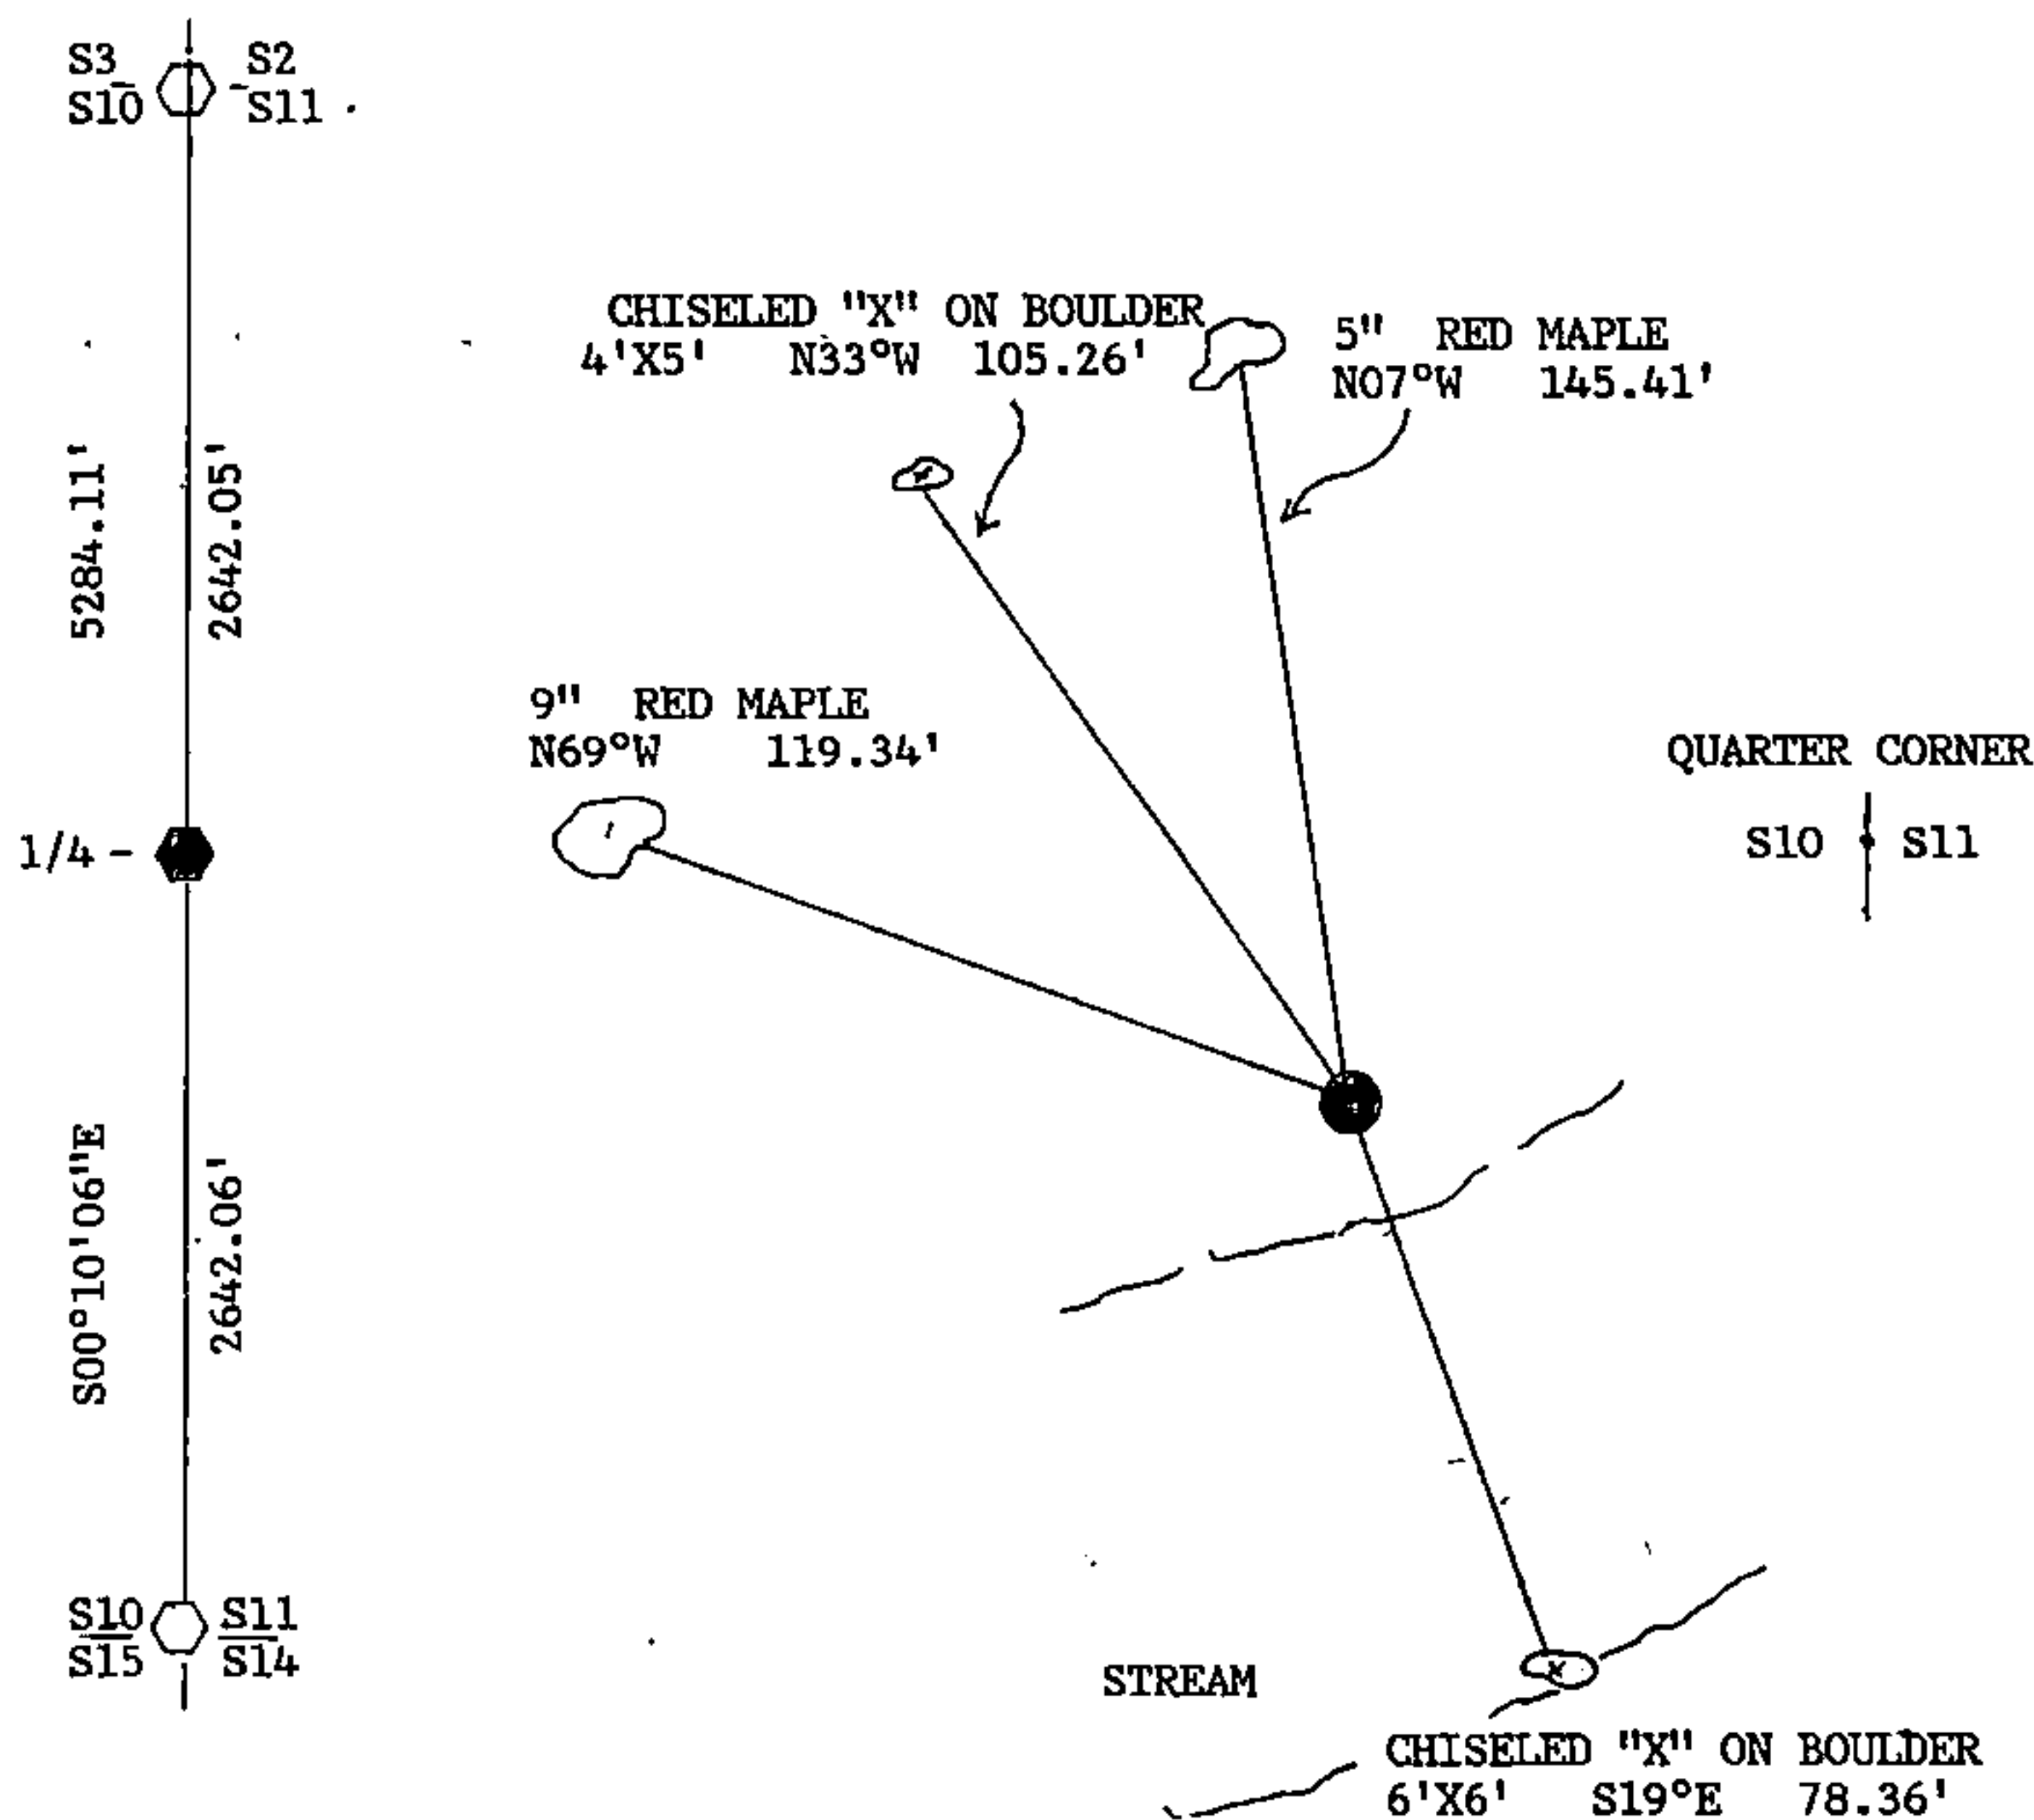 S3 S2
S10 S11
CHISELED "X" ON BOULDER
4'X5' N33°W 105.26'
5" RED MAPLE
N07°W 145.41'
5284.11'
2642.05'
9" RED MAPLE
N69°W 119.34'
QUARTER CORNER
S10 S11
1/4 -
S00°10'06"E
2642.06'
S10 S11
S15 S14
STREAM
CHISELED "X" ON BOULDER
6'X6' S19°E 78.36'